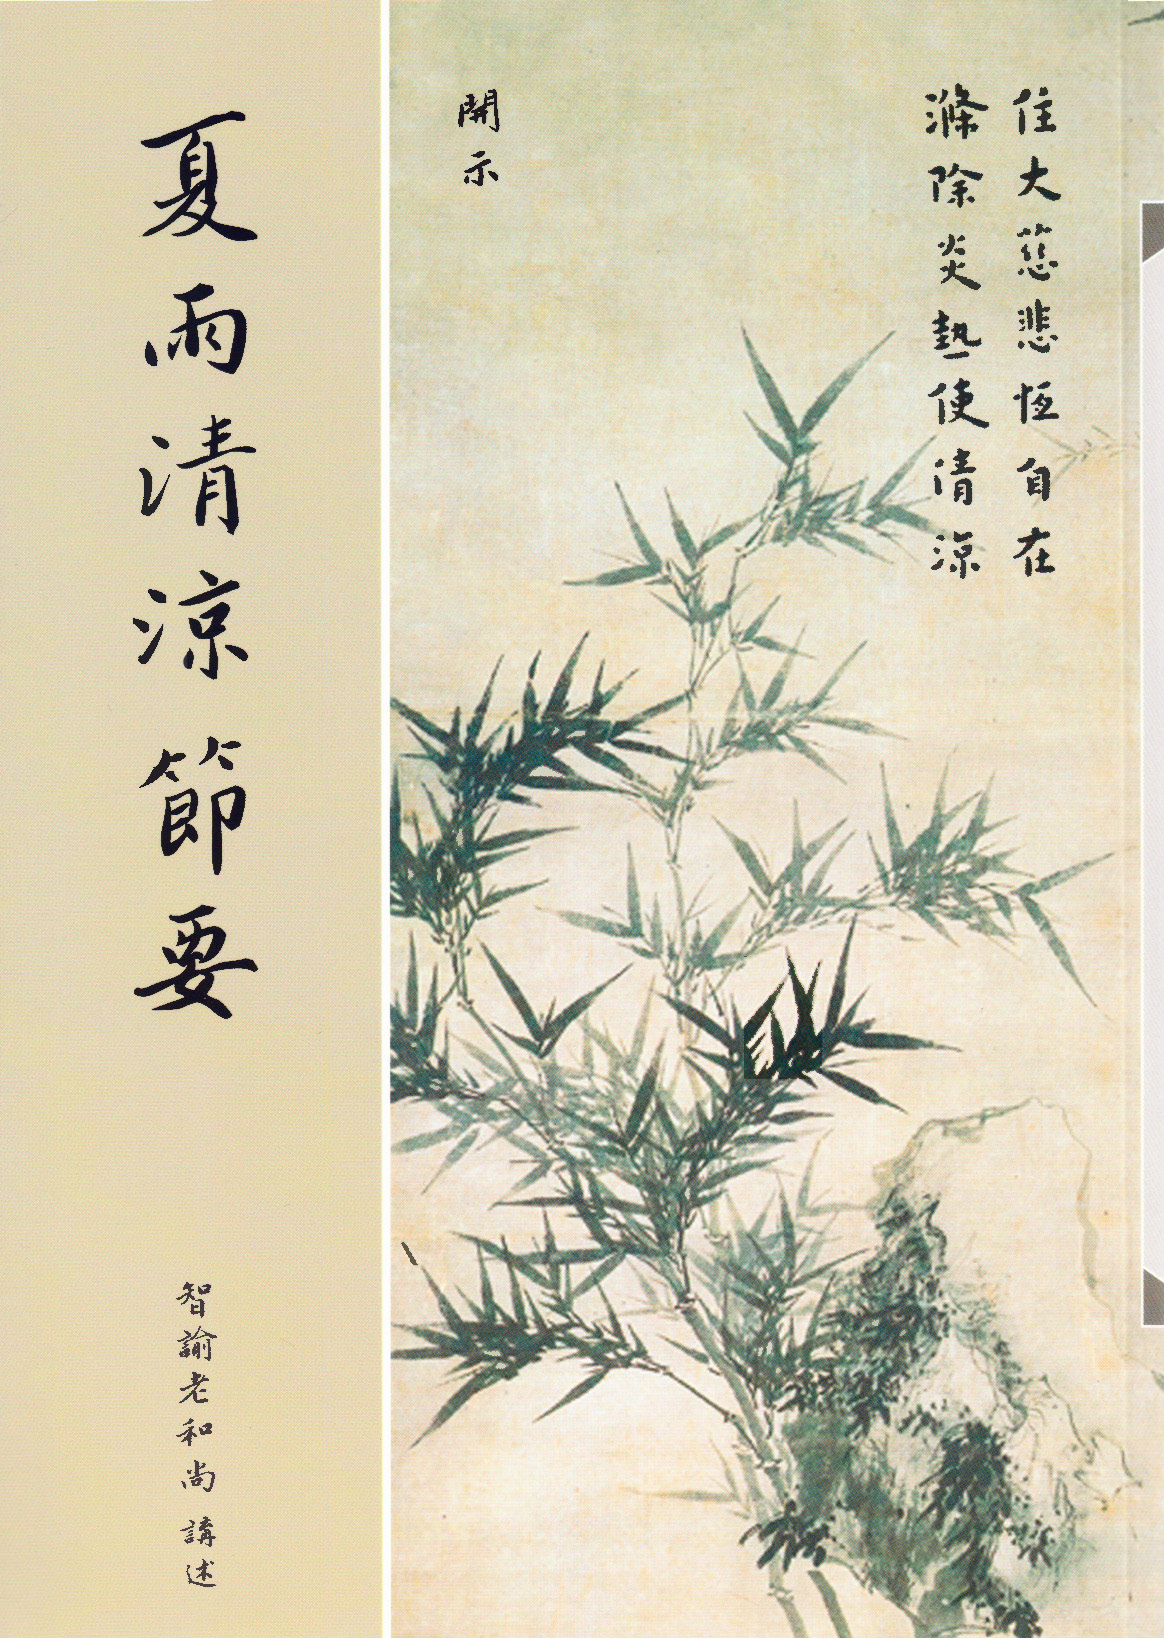 住大慈悲恆自在
滌除炎熱使清涼
開示
夏雨清涼節要
智諭老和尚講述